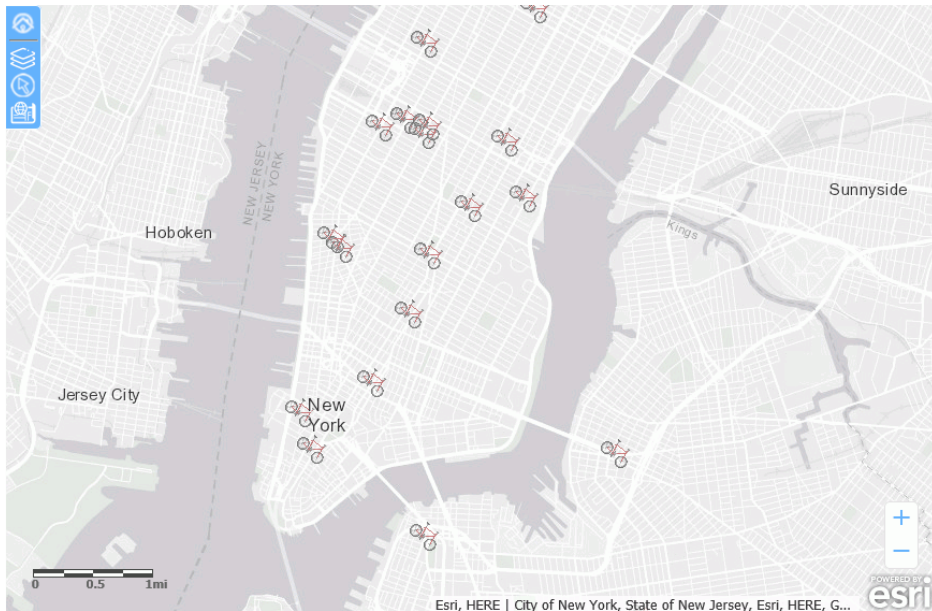 NEW JERSEY
NEW YORK
Sunnyside
Hoboken
Kings
Jersey City
New
York
+
−
0 0.5 1mi
POWERED BY
esri
Esri, HERE | City of New York, State of New Jersey, Esri, HERE, G...